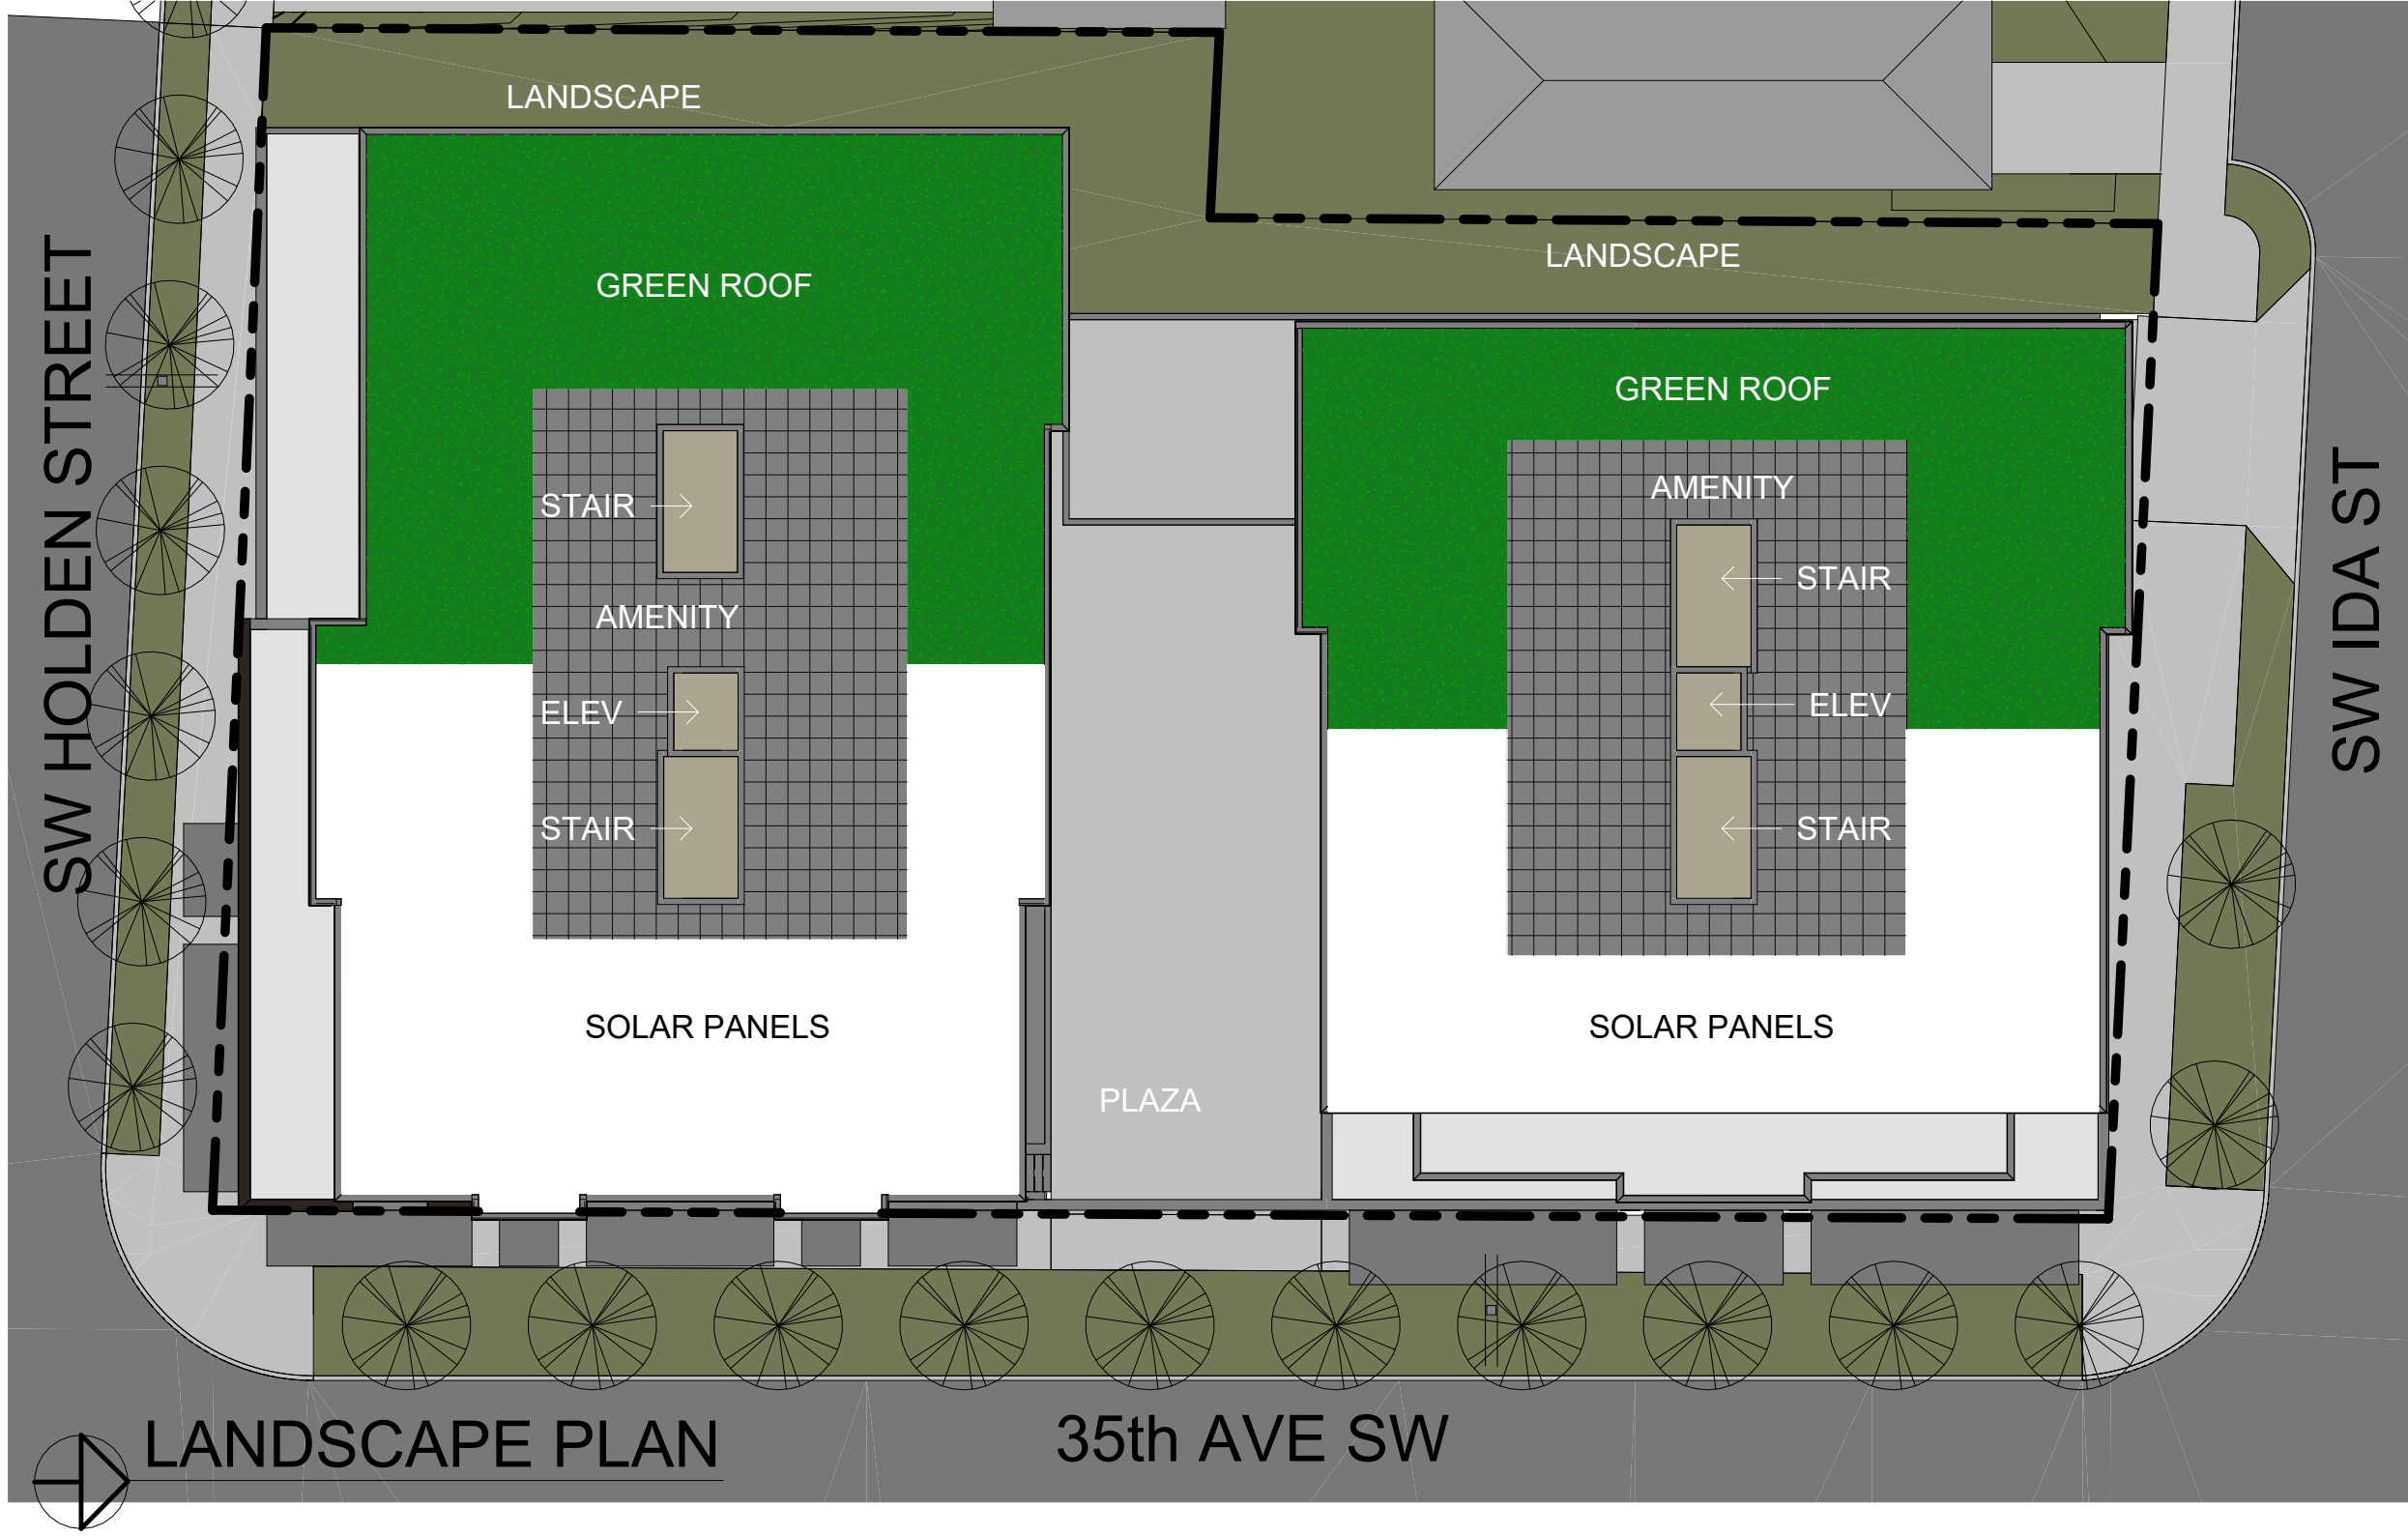 LANDSCAPE
LANDSCAPE
GREEN ROOF
GREEN ROOF
SW HOLDEN STREET
SW IDA ST
STAIR
AMENITY
ELEV
STAIR
AMENITY
STAIR
ELEV
STAIR
SOLAR PANELS
SOLAR PANELS
PLAZA
LANDSCAPE PLAN
35th AVE SW